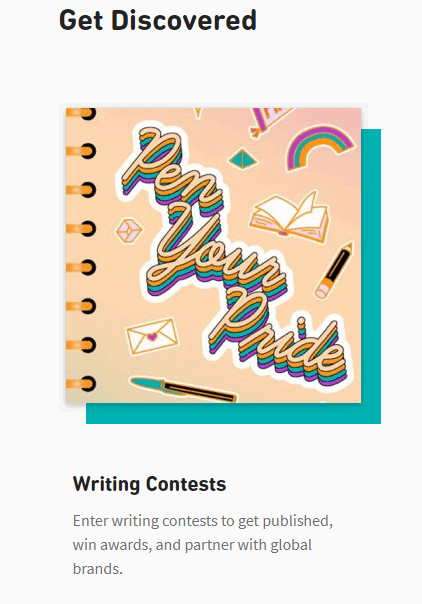 Get Discovered
Pen
Your
Pride
Writing Contests
Enter writing contests to get published,
win awards, and partner with global
brands.